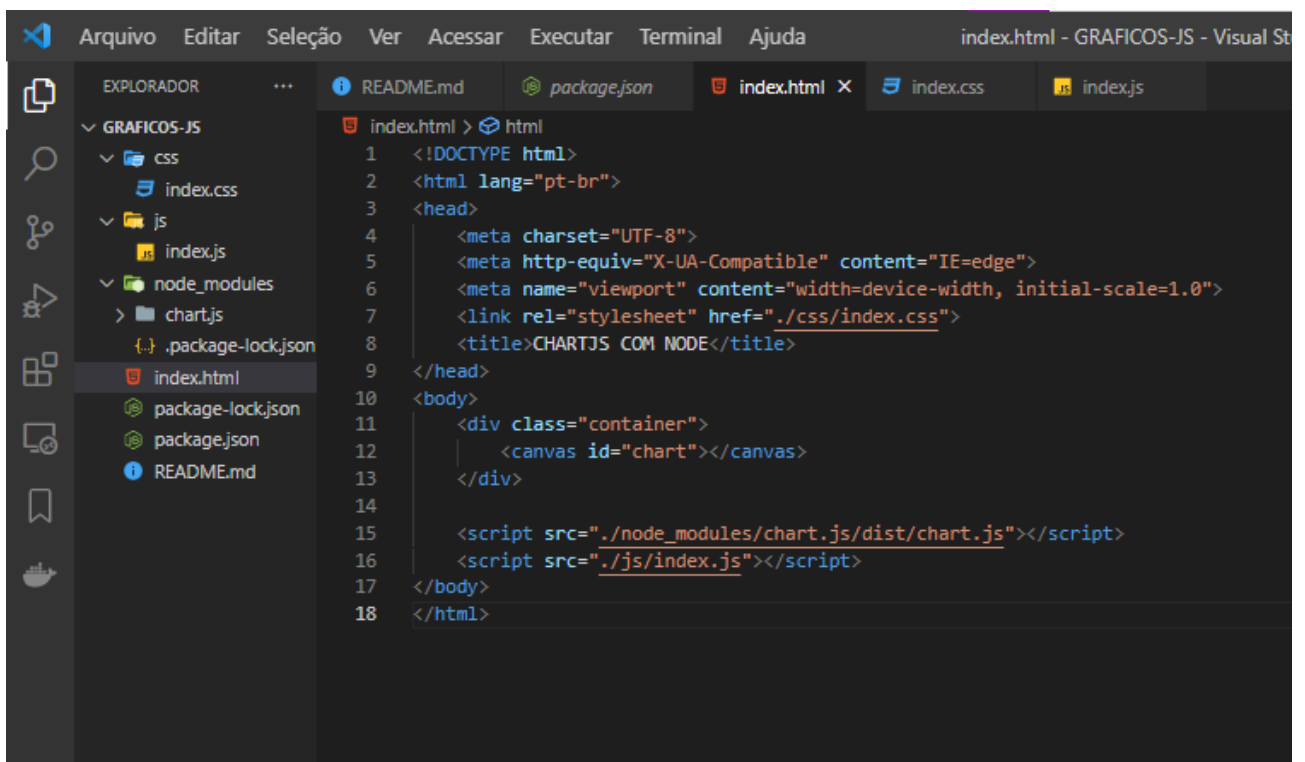 Arquivo Editar Seleção Ver Acessar Executar Terminal Ajuda index.html - GRAFICOS-JS - Visual St
EXPLORADOR ···
README.md package.json index.html index.css JS index.js
GRAFICOS-JS
css
index.css
js
JS index.js
node_modules
chart.js
{..} .package-lock.json
index.html
package-lock.json
package.json
README.md
index.html > html
1 <!DOCTYPE html>
2 <html lang="pt-br">
3 <head>
4 <meta charset="UTF-8">
5 <meta http-equiv="X-UA-Compatible" content="IE=edge">
6 <meta name="viewport" content="width=device-width, initial-scale=1.0">
7 <link rel="stylesheet" href="./css/index.css">
8 <title>CHARTJS COM NODE</title>
9 </head>
10 <body>
11 <div class="container">
12 <canvas id="chart"></canvas>
13 </div>
14
15 <script src="./node_modules/chart.js/dist/chart.js"></script>
16 <script src="./js/index.js"></script>
17 </body>
18 </html>